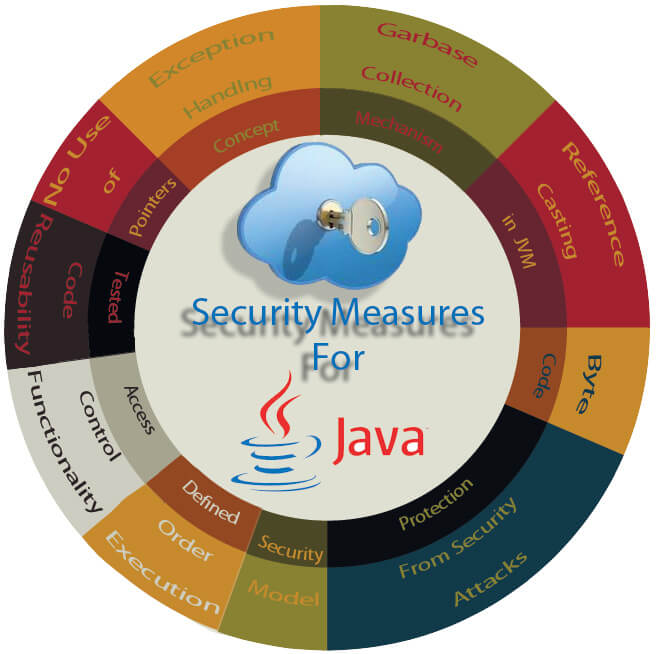 Security Measures
For
Java
Garbase
Collection
Mechanism
Reference
Casting
in JVM
Byte
Code
Protection
From Security
Attacks
Security
Model
Defined
Order
Execution
Access
Control
Functionality
Tested
Code
Reusability
No Use
of
Pointers
Exception
HandIng
Concept